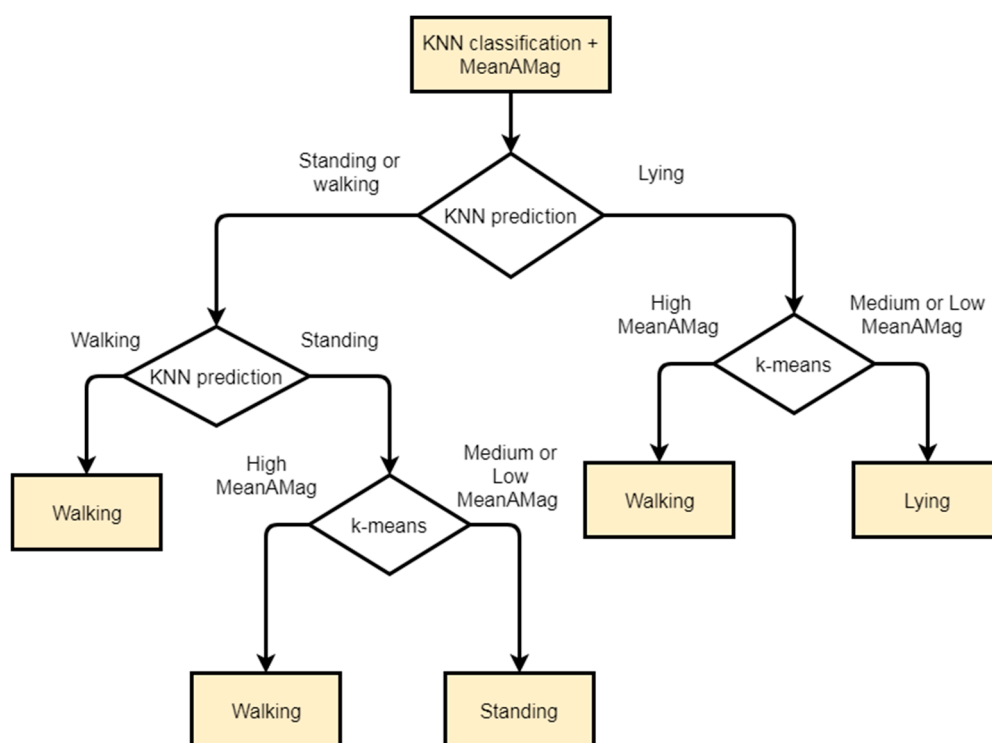 KNN classification +
MeanAMag
Standing or
walking
Lying
KNN prediction
High
MeanAMag
Medium or Low
MeanAMag
k-means
Walking
Standing
KNN prediction
High
MeanAMag
Medium or
Low
MeanAMag
k-means
Walking
Lying
Walking
Walking
Standing